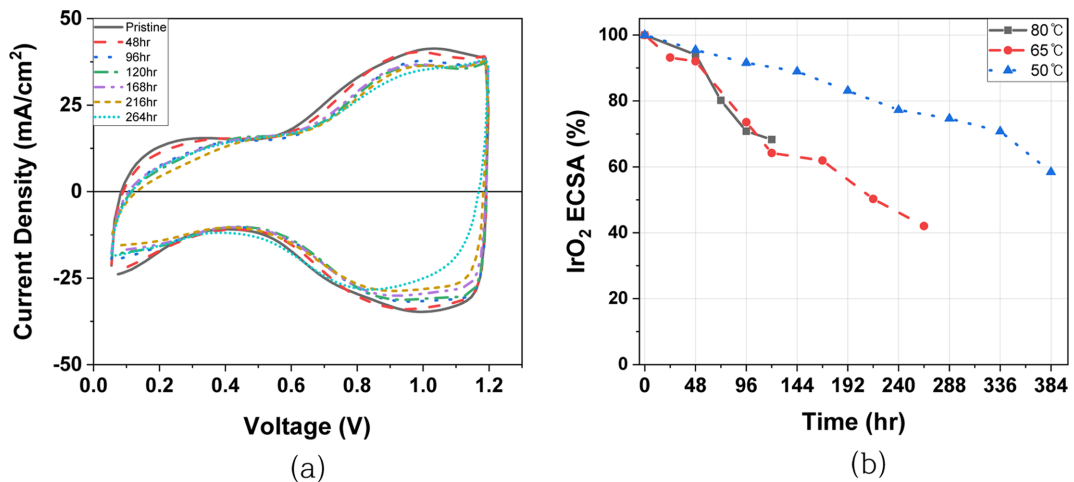 50
25
0
-25
-50
Current Density (mA/cm2)
Pristine
48hr
96hr
120hr
168hr
216hr
264hr
0.0 0.2 0.4 0.6 0.8 1.0 1.2
Voltage (V)
(a)
100
80
60
40
20
0
IrO₂ ECSA (%)
80℃
65℃
50℃
0 48 96 144 192 240 288 336 384
Time (hr)
(b)